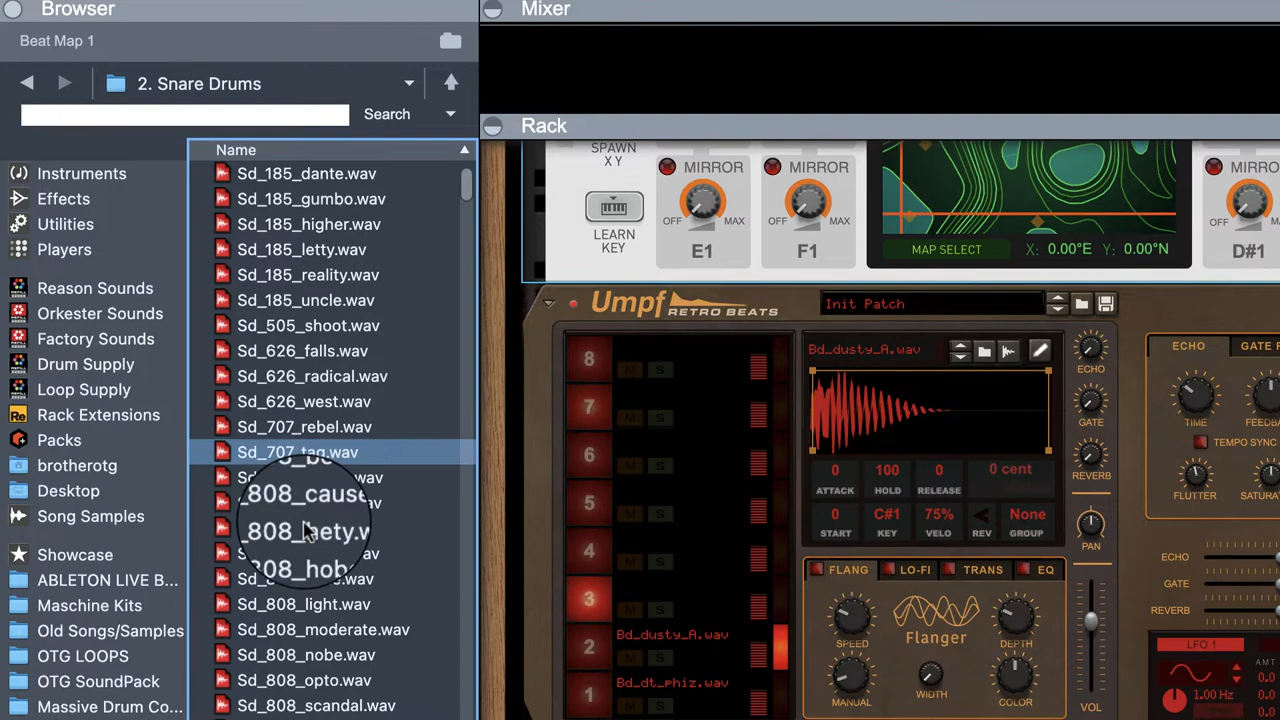 Browser
Beat Map 1
2. Snare Drums
Search
Instruments
Effects
Utilities
Players
Reason Sounds
Orkester Sounds
Factory Sounds
Drum Supply
Loop Supply
Rack Extensions
Packs
brotherotg
Desktop
Song Samples
Showcase
ABLETON LIVE B...
Maschine Kits
Old Songs/Samples
OTG LOOPS
OTG SoundPack
Massive Drum Co...
Name
Sd_185_dante.wav
Sd_185_gumbo.wav
Sd_185_higher.wav
Sd_185_letty.wav
Sd_185_reality.wav
Sd_185_uncle.wav
Sd_505_shoot.wav
Sd_626_falls.wav
Sd_626_radical.wav
Sd_626_west.wav
Sd_707_rebel.wav
Sd_707_tag.wav
808_cause
Sd_808_light.wav
Sd_808_moderate.wav
Sd_808_nobe.wav
Sd_808_opto.wav
Sd_808_scandal.wav
Mixer
Rack
SPAWN
X Y
LEARN
KEY
MIRROR
OFF MAX
E1
MIRROR
OFF MAX
F1
MAP SELECT X: 0.00°E Y: 0.00°N
MIRROR
OFF
D#1
Umpf RETRO BEATS
Init Patch
8
M S
7
M S
6
M S
5
M S
4
M S
3
M S
Bd_dusty_A.wav
2
M S
Bd_dt_phiz.wav
1
Bd_dusty_A.wav
0 100 0 0 cent
ATTACK HOLD RELEASE
0 C#1 75% < None
START KEY VELO REV GROUP
FLANG LO-FI TRANS EQ
SPEED
Flanger
DEPTH
MANUAL
WIDTH
COLOR
ECHO
GATE
REVERB
PAN
VOL
ECHO GATE
TIME
TEMPO SYNC
FLUTTER
ECHO
GATE
REVERB
LFO 1
AMT
0.0
1.00 Hz
0.0